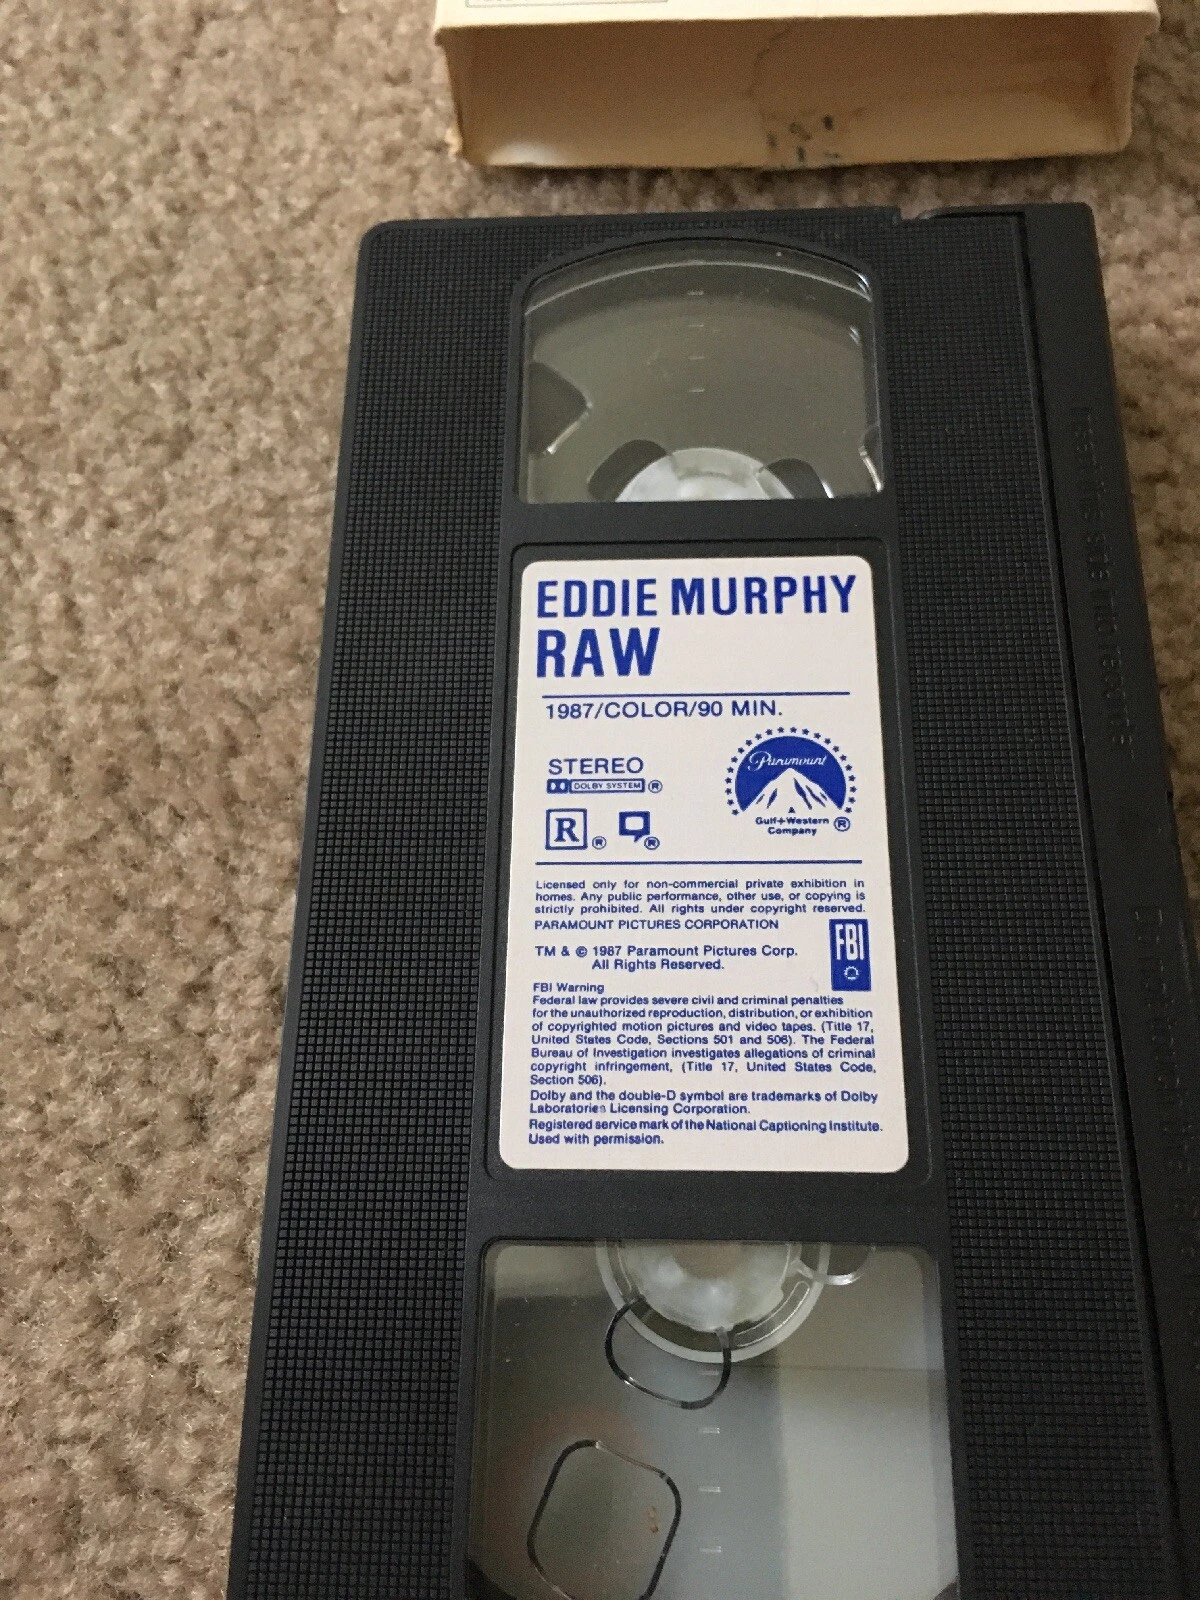 EDDIE MURPHY
RAW
1987/COLOR/90 MIN.
STEREO
DOLBY SYSTEM ®
R ® ®
Paramount
Gulf+Western
Company ®
Licensed only for non-commercial private exhibition in
homes. Any public performance, other use, or copying is
strictly prohibited. All rights under copyright reserved.
PARAMOUNT PICTURES CORPORATION
TM & © 1987 Paramount Pictures Corp.
All Rights Reserved.
FBI
FBI Warning
Federal law provides severe civil and criminal penalties
for the unauthorized reproduction, distribution, or exhibition
of copyrighted motion pictures and video tapes. (Title 17,
United States Code, Sections 501 and 506). The Federal
Bureau of Investigation investigates allegations of criminal
copyright infringement, (Title 17, United States Code,
Section 506).
Dolby and the double-D symbol are trademarks of Dolby
Laboratories Licensing Corporation.
Registered service mark of the National Captioning Institute.
Used with permission.